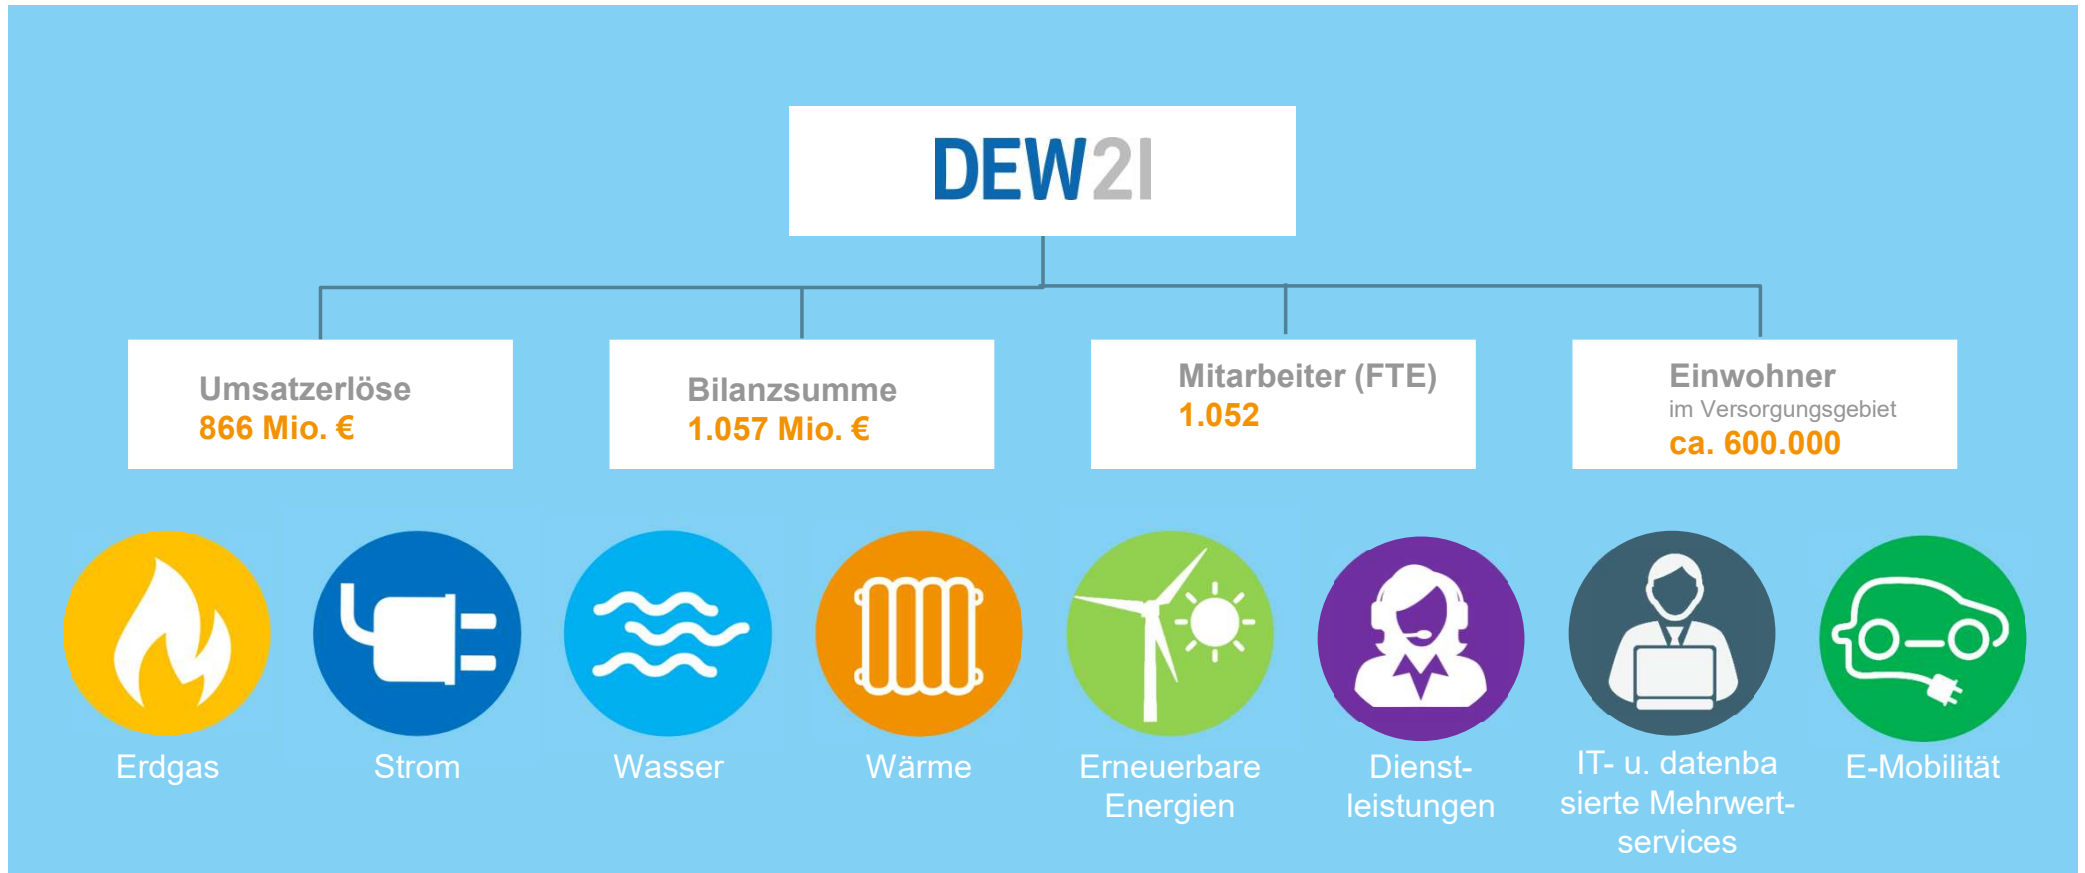 DEW21
Umsatzerlöse
866 Mio. €
Bilanzsumme
1.057 Mio. €
Mitarbeiter (FTE)
1.052
Einwohner
im Versorgungsgebiet
ca. 600.000
Erdgas
Strom
Wasser
Wärme
Erneuerbare
Energien
Dienst-
leistungen
IT- u. datenba
sierte Mehrwert-
services
E-Mobilität